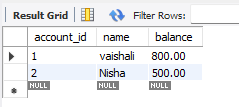 Result Grid Filter Rows:
account_id name balance
1 vaishali 800.00
2 Nisha 500.00
NULL NULL NULL